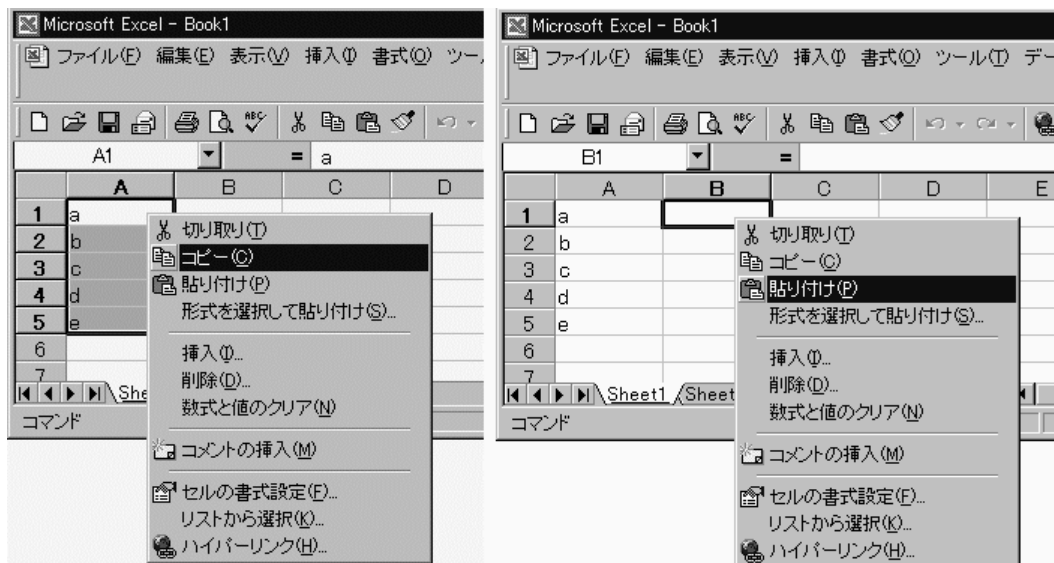 Microsoft Excel - Book1
ファイル(F) 編集(E) 表示(V) 挿入(I) 書式(O) ツー
ABC
A1 = a
A B C D
1 a
2 b
3 c
4 d
5 e
6
7
She
コマンド
切り取り(T)
コピー(C)
貼り付け(P)
形式を選択して貼り付け(S)...
挿入(I)...
削除(D)...
数式と値のクリア(N)
コメントの挿入(M)
セルの書式設定(F)...
リストから選択(K)...
ハイパーリンク(H)...
Microsoft Excel - Book1
ファイル(F) 編集(E) 表示(V) 挿入(I) 書式(O) ツール(T) デー
ABC
B1 =
A B C D E
1 a
2 b
3 c
4 d
5 e
6
7
Sheet1 Sheet
コマンド
切り取り(T)
コピー(C)
貼り付け(P)
形式を選択して貼り付け(S)...
挿入(I)...
削除(D)...
数式と値のクリア(N)
コメントの挿入(M)
セルの書式設定(F)...
リストから選択(K)...
ハイパーリンク(H)...